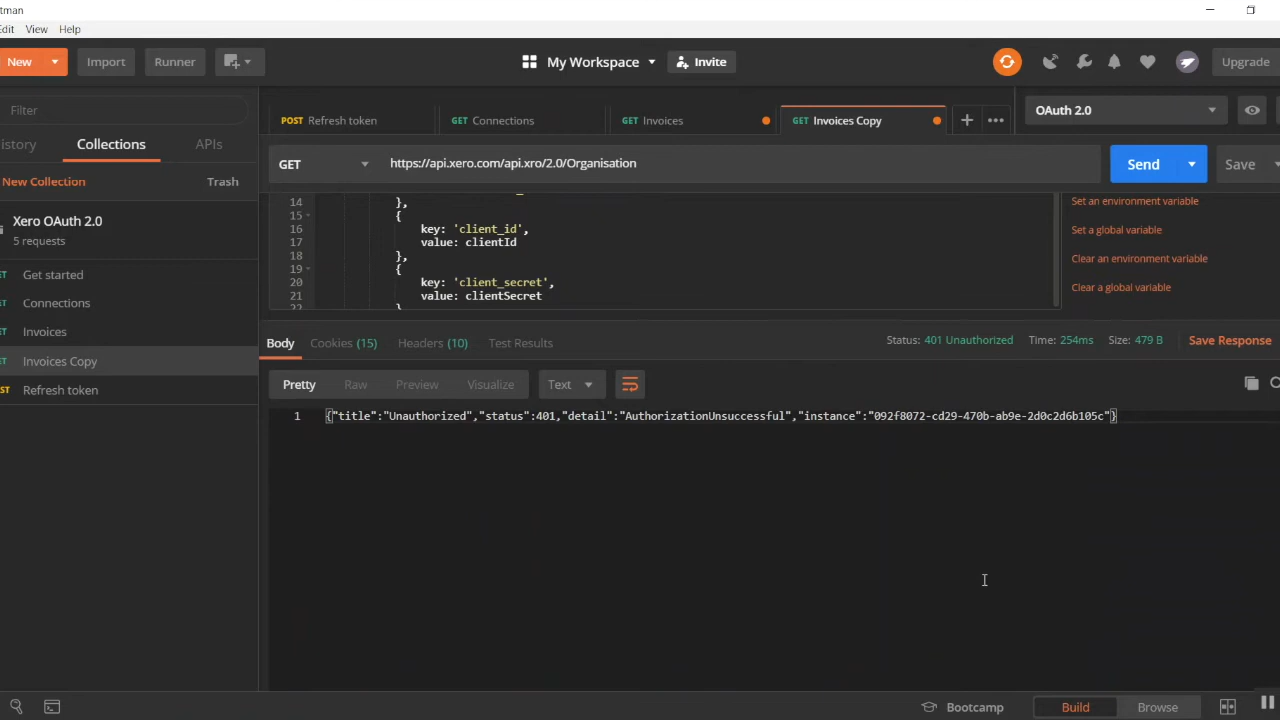 tman
Edit View Help
New Import Runner My Workspace Invite Upgrade
Filter
istory Collections APIs
New Collection Trash
Xero OAuth 2.0
5 requests
ET Get started
ET Connections
ET Invoices
ET Invoices Copy
ST Refresh token
POST Refresh token GET Connections GET Invoices GET Invoices Copy + ••• OAuth 2.0
GET https://api.xero.com/api.xro/2.0/Organisation Send Save
14 },
15 {
16 key: 'client_id',
17 value: clientId
18 },
19 {
20 key: 'client_secret',
21 value: clientSecret
22 }
Set an environment variable
Set a global variable
Clear an environment variable
Clear a global variable
Body Cookies (15) Headers (10) Test Results Status: 401 Unauthorized Time: 254ms Size: 479 B Save Response
Pretty Raw Preview Visualize Text
1 {"title":"Unauthorized","status":401,"detail":"AuthorizationUnsuccessful","instance":"092f8072-cd29-470b-ab9e-2d0c2d6b105c"}
Bootcamp Build Browse